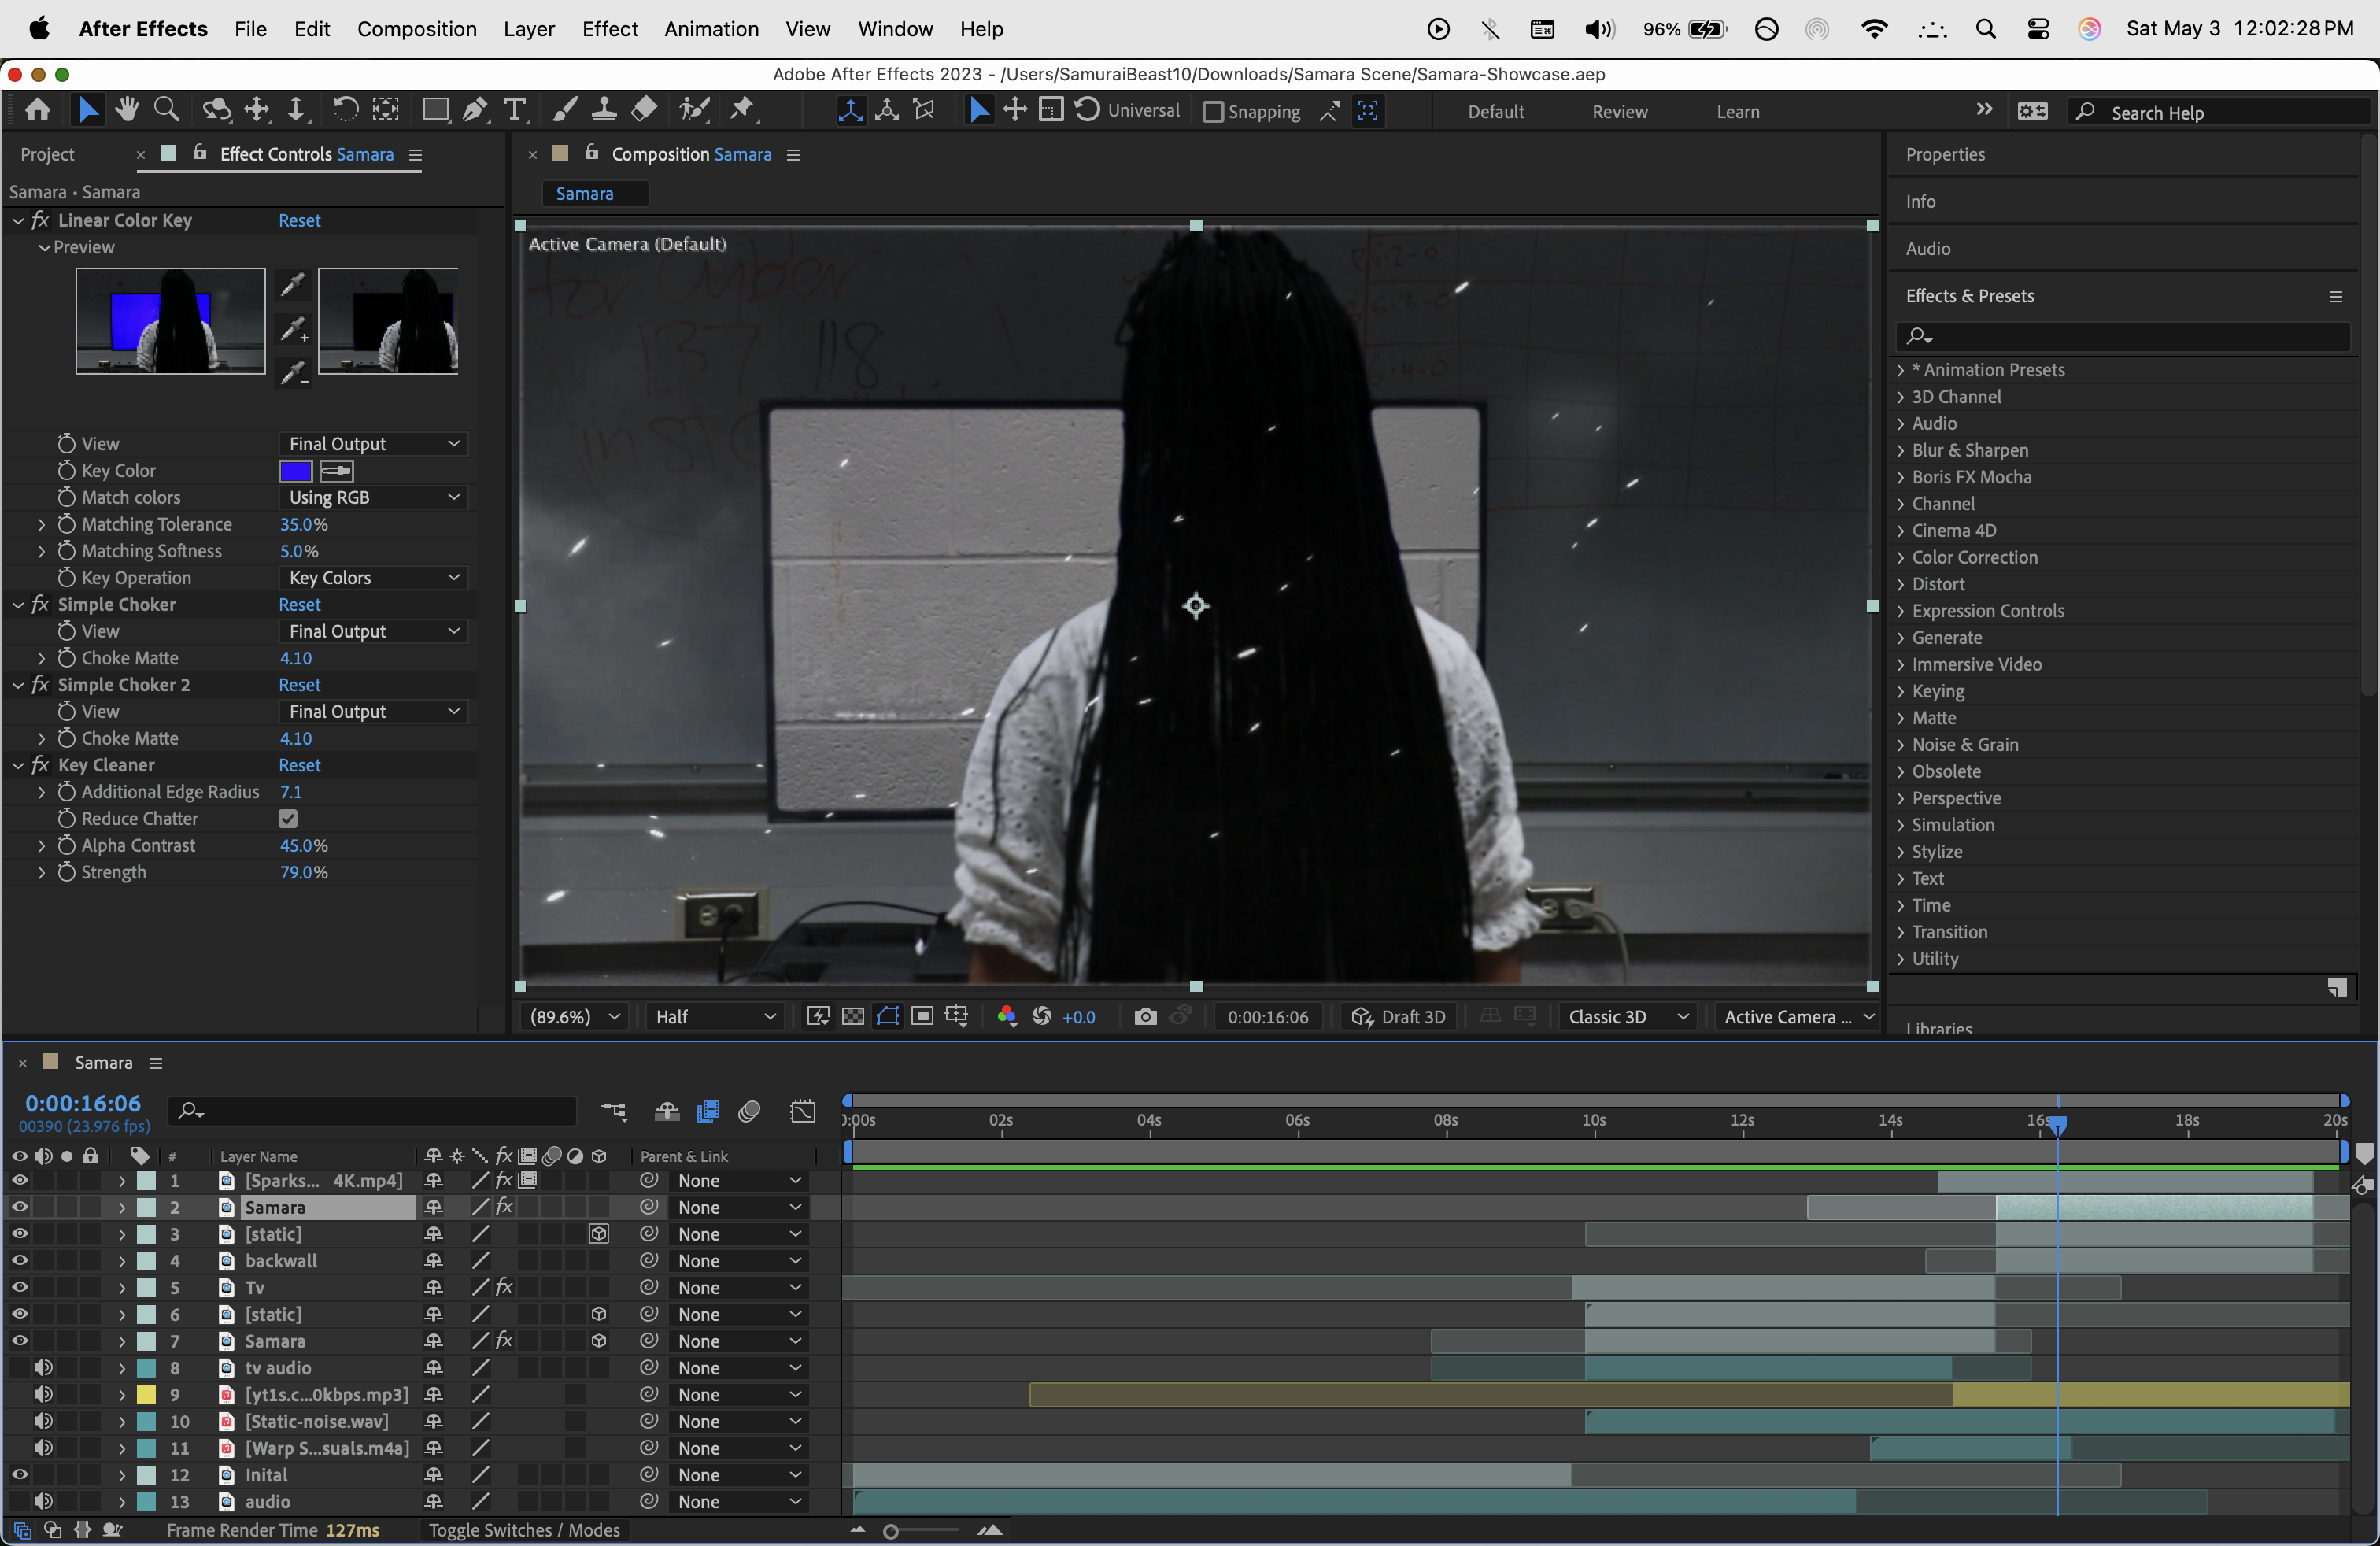 After Effects File Edit Composition Layer Effect Animation View Window Help 96% Sat May 3 12:02:28 PM
Adobe After Effects 2023 - /Users/SamuraiBeast10/Downloads/Samara Scene/Samara-Showcase.aep
Universal Snapping Default Review Learn Search Help
Project Effect Controls Samara
Samara • Samara
fx Linear Color Key Reset
Preview
View Final Output
Key Color
Match colors Using RGB
Matching Tolerance 35.0%
Matching Softness 5.0%
Key Operation Key Colors
fx Simple Choker Reset
View Final Output
Choke Matte 4.10
fx Simple Choker 2 Reset
View Final Output
Choke Matte 4.10
fx Key Cleaner Reset
Additional Edge Radius 7.1
Reduce Chatter
Alpha Contrast 45.0%
Strength 79.0%
Composition Samara
Samara
Active Camera (Default)
for Cyber
137 118
(89.6%) Half +0.0 0:00:16:06 Draft 3D Classic 3D Active Camera ...
Properties
Info
Audio
Effects & Presets
* Animation Presets
3D Channel
Audio
Blur & Sharpen
Boris FX Mocha
Channel
Cinema 4D
Color Correction
Distort
Expression Controls
Generate
Immersive Video
Keying
Matte
Noise & Grain
Obsolete
Perspective
Simulation
Stylize
Text
Time
Transition
Utility
Libraries
Samara
0:00:16:06
00390 (23.976 fps)
02s 04s 06s 08s 10s 12s 14s 16s 18s 20s
# Layer Name fx Parent & Link
1 [Sparks... 4K.mp4] fx None
2 Samara fx None
3 [static] None
4 backwall None
5 Tv fx None
6 [static] None
7 Samara fx None
8 tv audio None
9 [yt1s.c...0kbps.mp3] None
10 [Static-noise.wav] None
11 [Warp S...suals.m4a] None
12 Inital None
13 audio None
Frame Render Time 127ms Toggle Switches / Modes